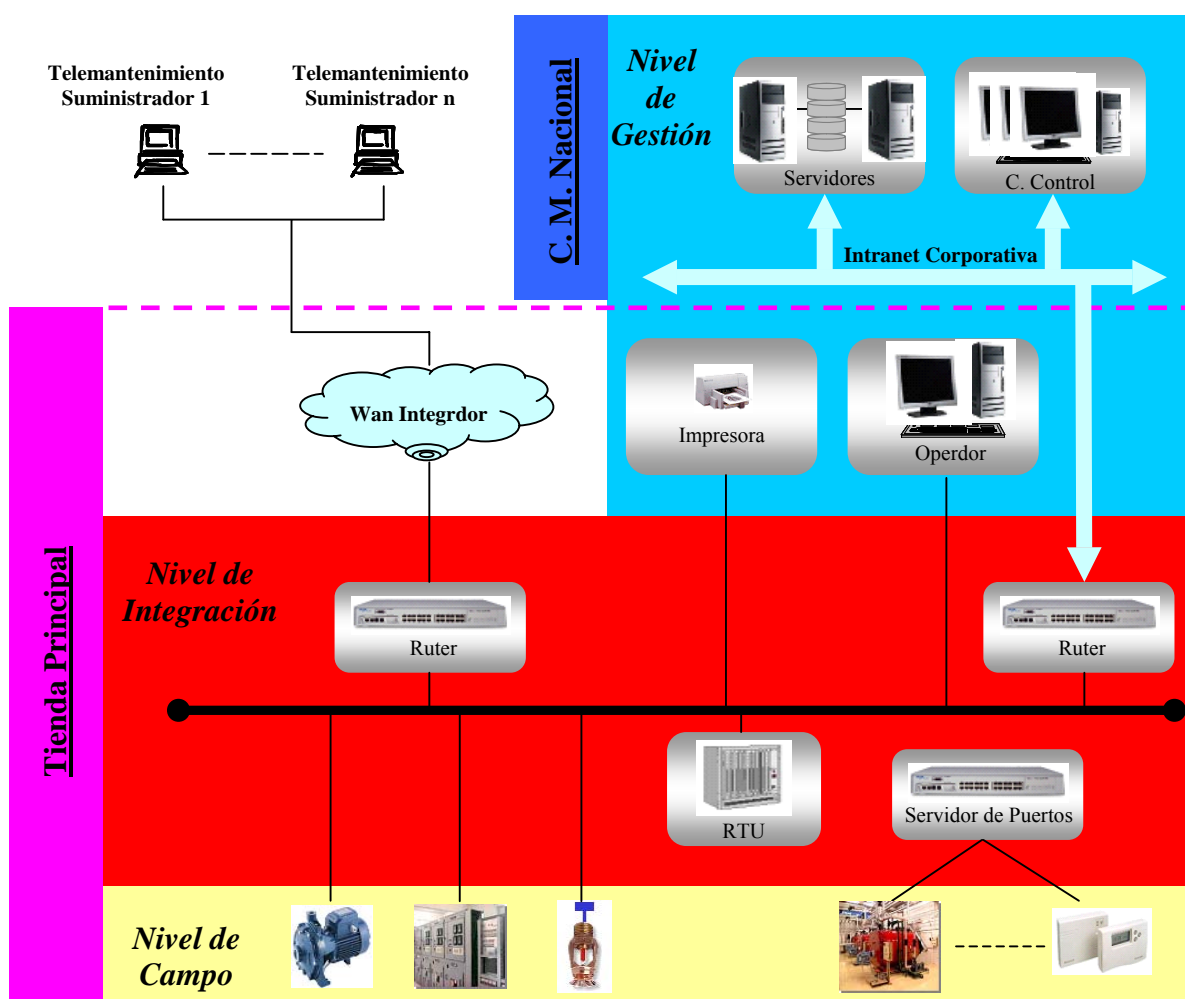 Telemantenimiento
Suministrador 1
Telemantenimiento
Suministrador n
C. M. Nacional
Nivel
de
Gestión
Servidores
C. Control
Intranet Corporativa
Wan Integrdor
Impresora
Operdor
Tienda Principal
Nivel de
Integración
Ruter
Ruter
RTU
Servidor de Puertos
Nivel de
Campo